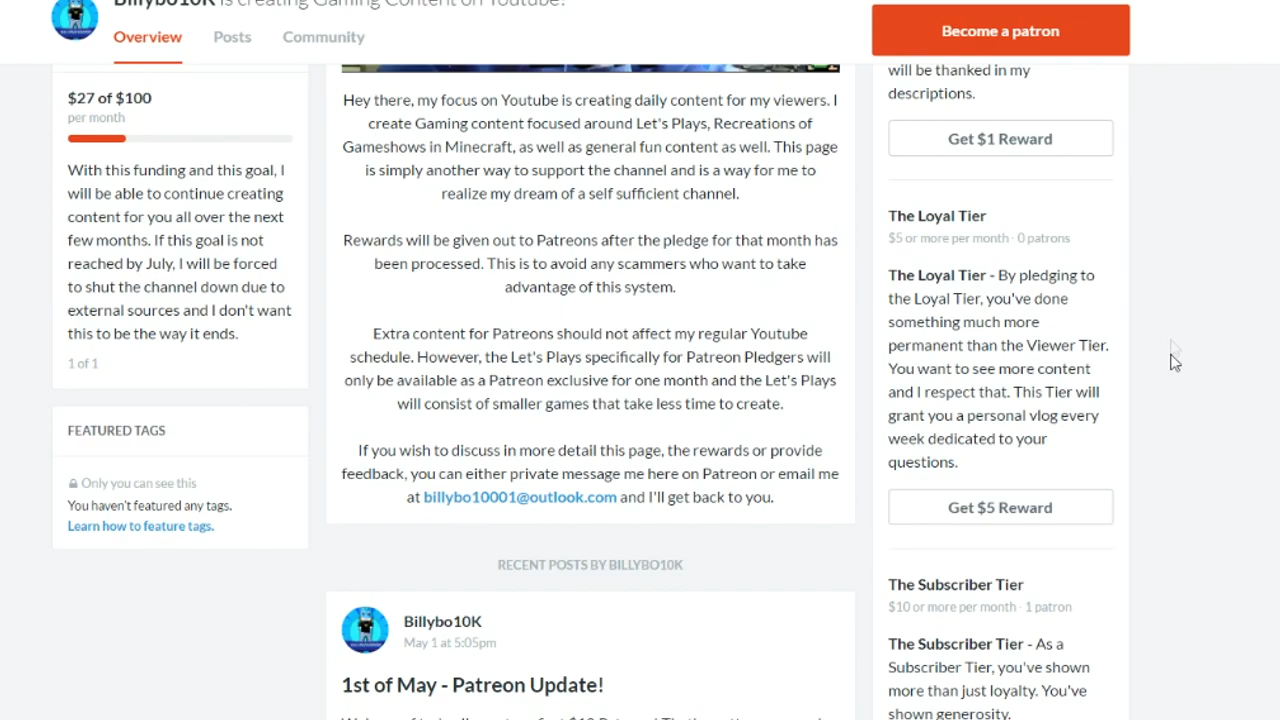 Billybo10K is creating Gaming Content on Youtube!
Overview
Posts
Community
Become a patron
$27 of $100
per month
With this funding and this goal, I
will be able to continue creating
content for you all over the next
few months. If this goal is not
reached by July, I will be forced
to shut the channel down due to
external sources and I don't want
this to be the way it ends.
1 of 1
FEATURED TAGS
Only you can see this
You haven't featured any tags.
Learn how to feature tags.
Hey there, my focus on Youtube is creating daily content for my viewers. I
create Gaming content focused around Let's Plays, Recreations of
Gameshows in Minecraft, as well as general fun content as well. This page
is simply another way to support the channel and is a way for me to
realize my dream of a self sufficient channel.
Rewards will be given out to Patreons after the pledge for that month has
been processed. This is to avoid any scammers who want to take
advantage of this system.
Extra content for Patreons should not affect my regular Youtube
schedule. However, the Let's Plays specifically for Patreon Pledgers will
only be available as a Patreon exclusive for one month and the Let's Plays
will consist of smaller games that take less time to create.
If you wish to discuss in more detail this page, the rewards or provide
feedback, you can either private message me here on Patreon or email me
at billybo10001@outlook.com and I'll get back to you.
RECENT POSTS BY BILLYBO10K
Billybo10K
May 1 at 5:05pm
1st of May - Patreon Update!
will be thanked in my
descriptions.
Get $1 Reward
The Loyal Tier
$5 or more per month · 0 patrons
The Loyal Tier - By pledging to
the Loyal Tier, you've done
something much more
permanent than the Viewer Tier.
You want to see more content
and I respect that. This Tier will
grant you a personal vlog every
week dedicated to your
questions.
Get $5 Reward
The Subscriber Tier
$10 or more per month · 1 patron
The Subscriber Tier - As a
Subscriber Tier, you've shown
more than just loyalty. You've
shown generosity.